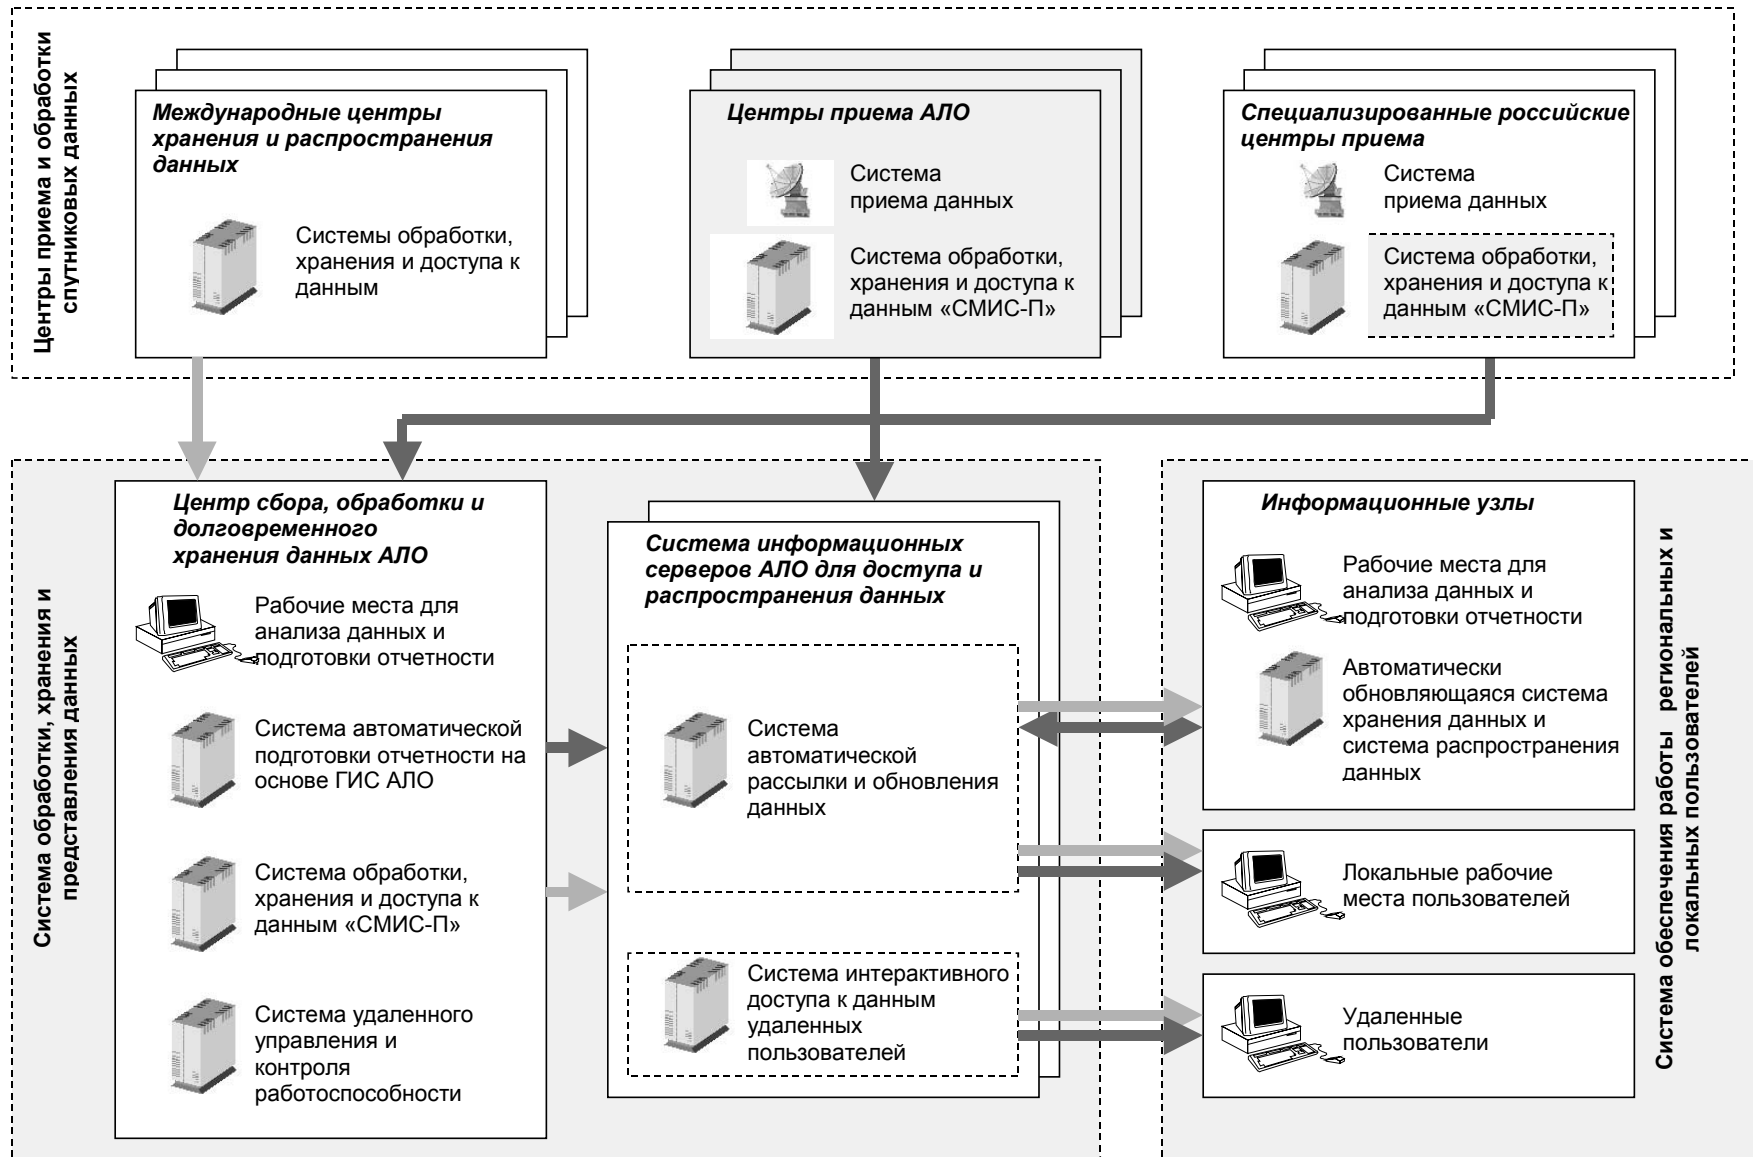 Центры приема и обработки
спутниковых данных
Международные центры
хранения и распространения
данных
Системы обработки,
хранения и доступа к
данным
Центры приема АЛО
Система
приема данных
Система обработки,
хранения и доступа к
данным «СМИС-П»
Специализированные российские
центры приема
Система
приема данных
Система обработки,
хранения и доступа к
данным «СМИС-П»
Система обработки, хранения и
представления данных
Центр сбора, обработки и
долговременного
хранения данных АЛО
Рабочие места для
анализа данных и
подготовки отчетности
Система автоматической
подготовки отчетности на
основе ГИС АЛО
Система обработки,
хранения и доступа к
данным «СМИС-П»
Система удаленного
управления и
контроля
работоспособности
Система информационных
серверов АЛО для доступа и
распространения данных
Система
автоматической
рассылки и обновления
данных
Система интерактивного
доступа к данным
удаленных
пользователей
Информационные узлы
Рабочие места для
анализа данных и
подготовки отчетности
Автоматически
обновляющаяся система
хранения данных и
система распространения
данных
Локальные рабочие
места пользователей
Удаленные
пользователи
Система обеспечения работы региональных и
локальных пользователей